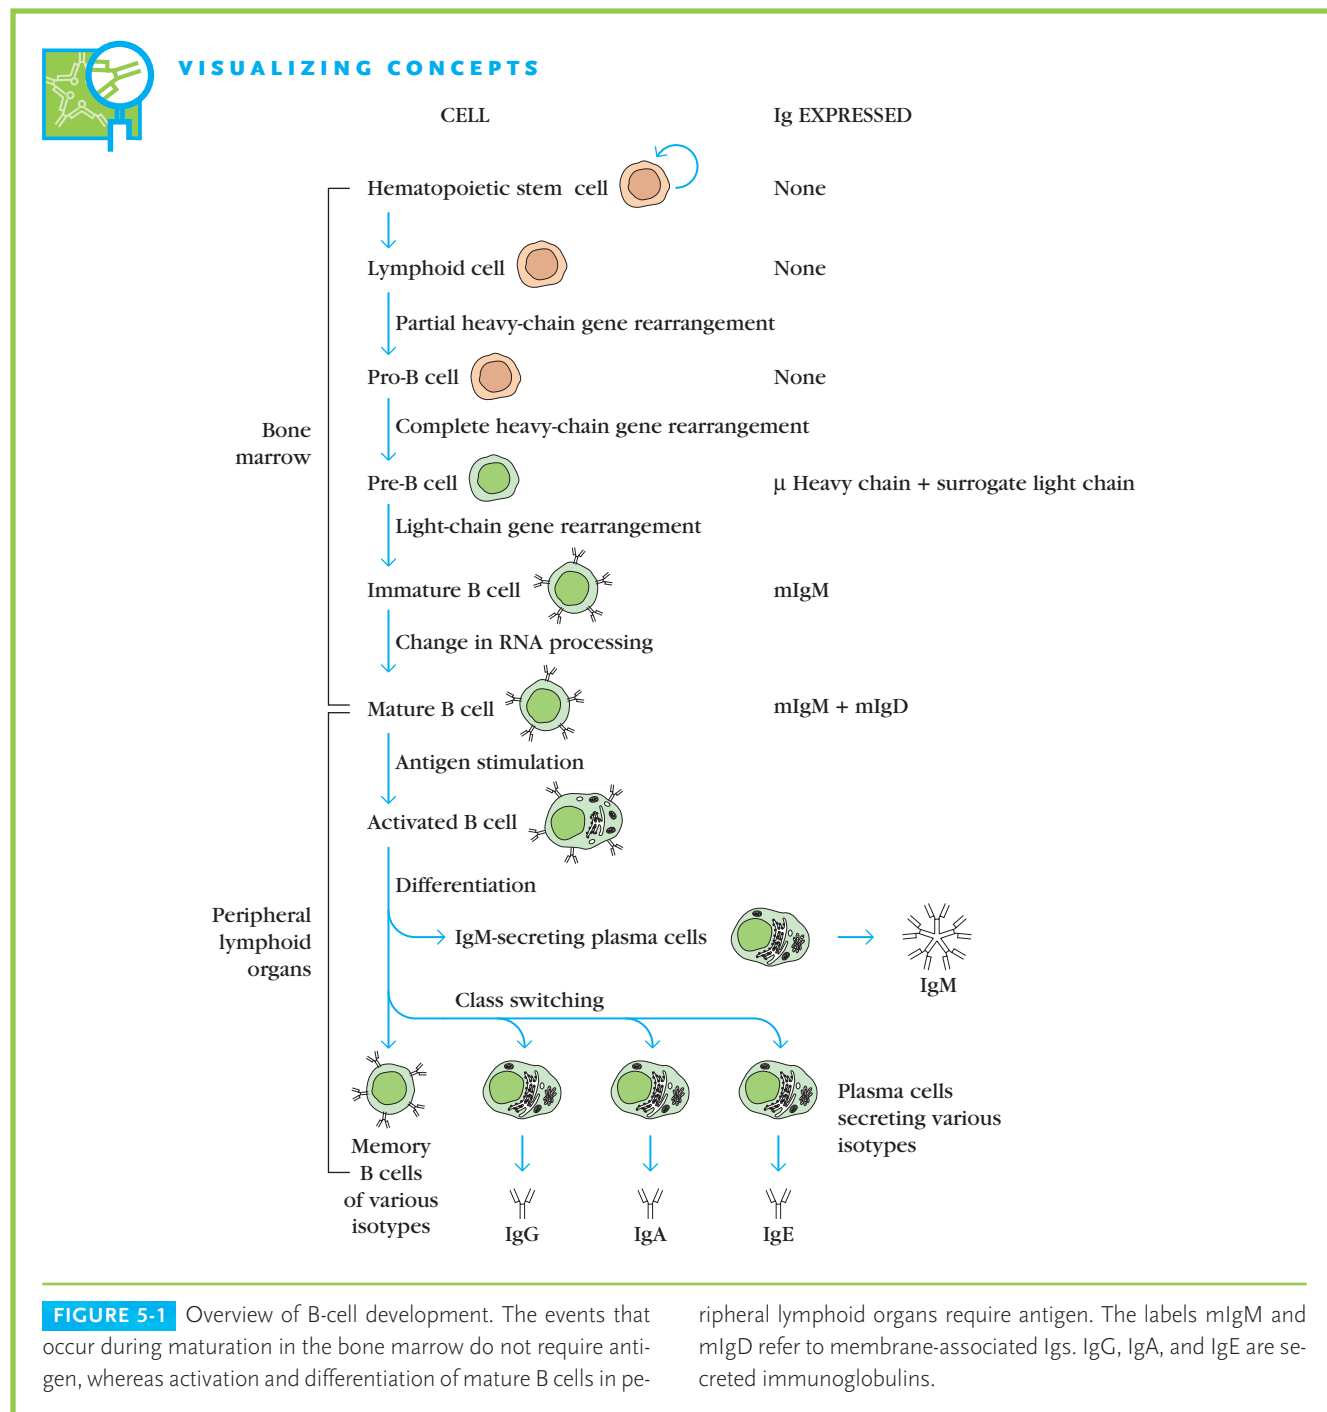 VISUALIZING CONCEPTS
CELL
Ig EXPRESSED
Hematopoietic stem cell
None
Lymphoid cell
None
Partial heavy-chain gene rearrangement
Pro-B cell
None
Complete heavy-chain gene rearrangement
Bone
marrow
Pre-B cell
μ Heavy chain + surrogate light chain
Light-chain gene rearrangement
Immature B cell
mIgM
Change in RNA processing
Mature B cell
mIgM + mIgD
Antigen stimulation
Activated B cell
Differentiation
Peripheral
lymphoid
organs
IgM-secreting plasma cells
IgM
Class switching
Plasma cells
secreting various
isotypes
Memory
B cells
of various
isotypes
IgG
IgA
IgE
FIGURE 5-1 Overview of B-cell development. The events that
occur during maturation in the bone marrow do not require anti-
gen, whereas activation and differentiation of mature B cells in pe-
ripheral lymphoid organs require antigen. The labels mIgM and
mIgD refer to membrane-associated Igs. IgG, IgA, and IgE are se-
creted immunoglobulins.